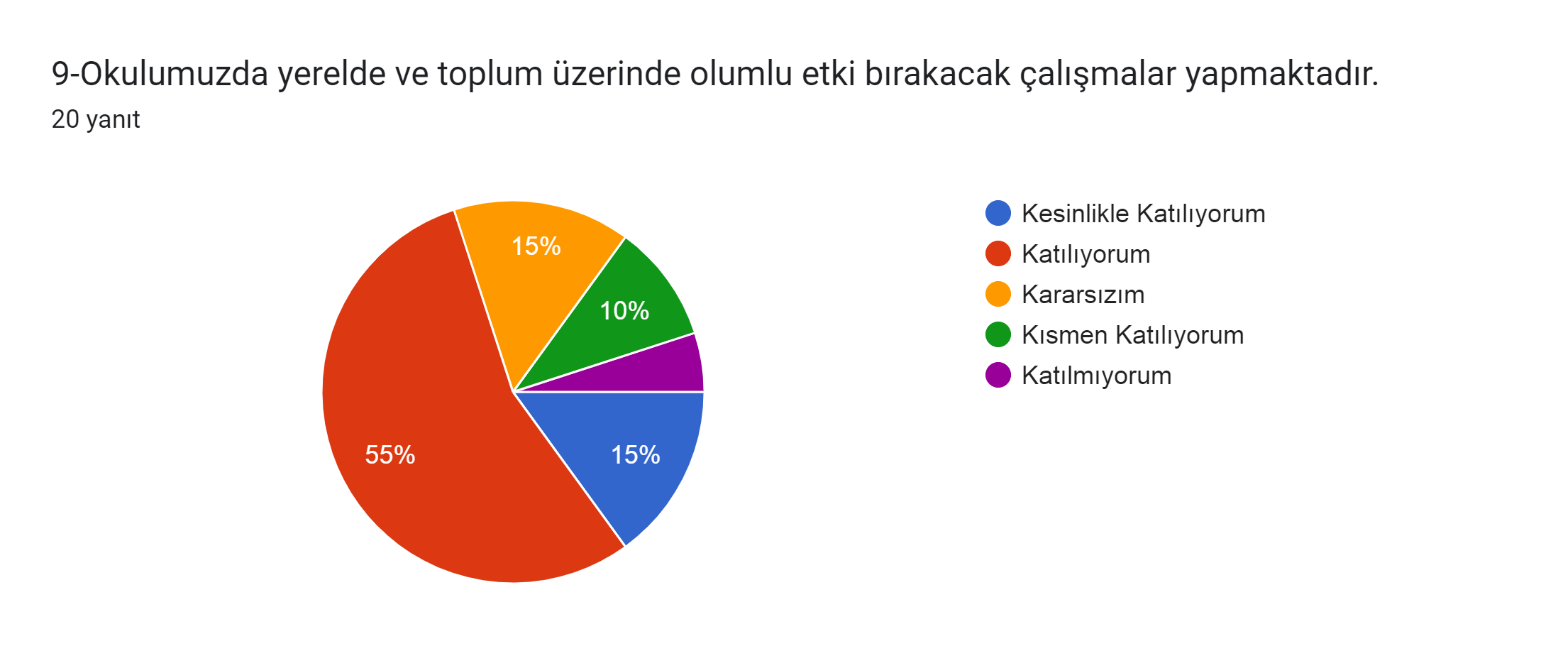 9-Okulumuzda yerelde ve toplum üzerinde olumlu etki bırakacak çalışmalar yapmaktadır.
20 yanıt
15%
10%
55%
15%
Kesinlikle Katılıyorum
Katılıyorum
Kararsızım
Kısmen Katılıyorum
Katılmıyorum